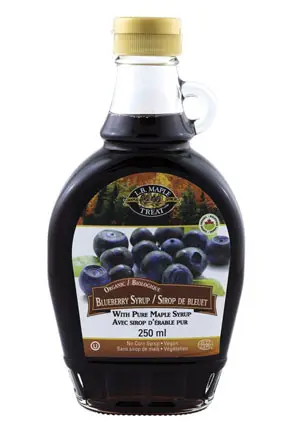 L.B. MAPLE
TREAT
ORGANIC / BIOLOGIQUE
BLUEBERRY SYRUP / SIROP DE BLEUET
WITH PURE MAPLE SYRUP
AVEC SIROP D'ÉRABLE PUR
250 ml
No Corn Syrup • Vegan
Sans sirop de maïs • Végétalien
U